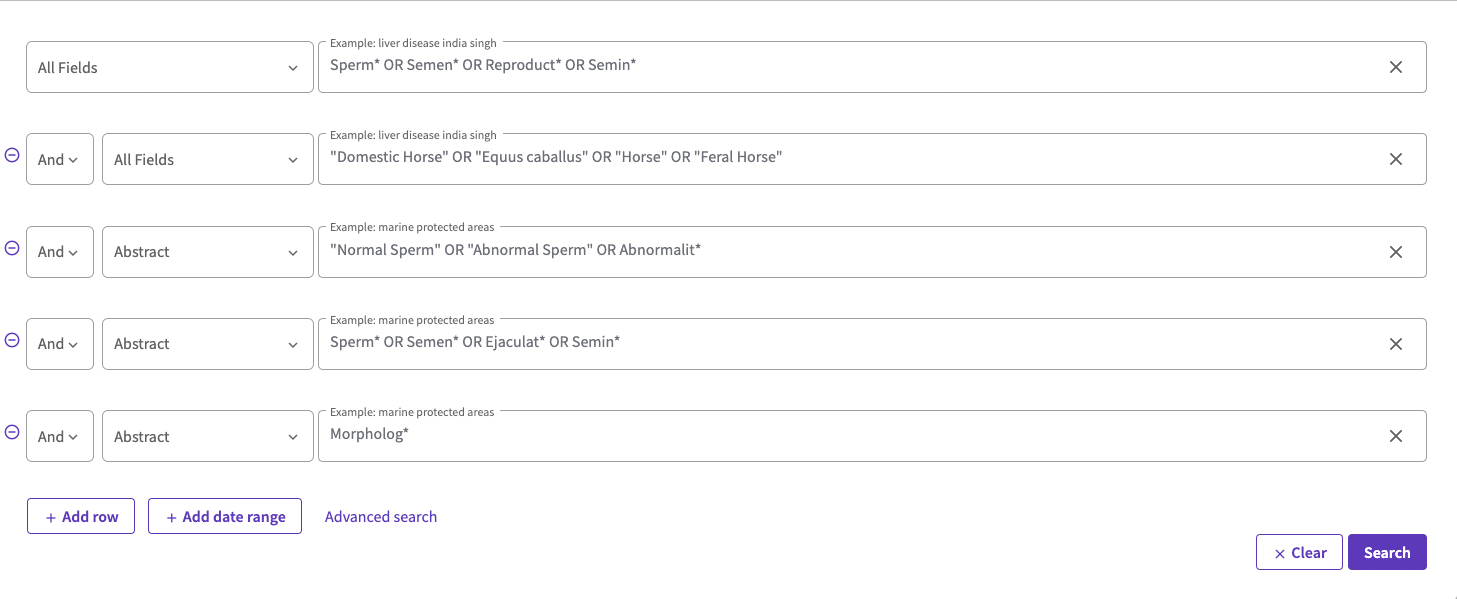 Example: liver disease india singh
All Fields Sperm* OR Semen* OR Reproduct* OR Semin*
Example: liver disease india singh
And All Fields "Domestic Horse" OR "Equus caballus" OR "Horse" OR "Feral Horse"
Example: marine protected areas
And Abstract "Normal Sperm" OR "Abnormal Sperm" OR Abnormalit*
Example: marine protected areas
And Abstract Sperm* OR Semen* OR Ejaculat* OR Semin*
Example: marine protected areas
And Abstract Morpholog*
+ Add row + Add date range Advanced search
× Clear Search